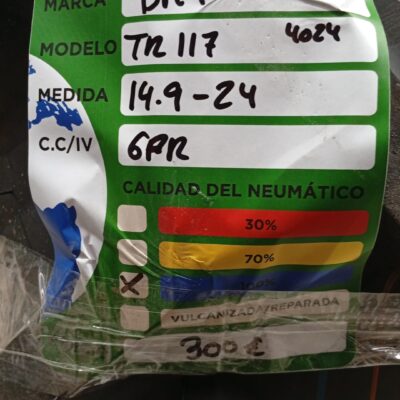 MARCA
MODELO TR 117 4024
MEDIDA 14.9-24
C.C/IV 6PR
CALIDAD DEL NEUMÁTICO
30%
70%
X 100%
VULCANIZADA/REPARADA
300€